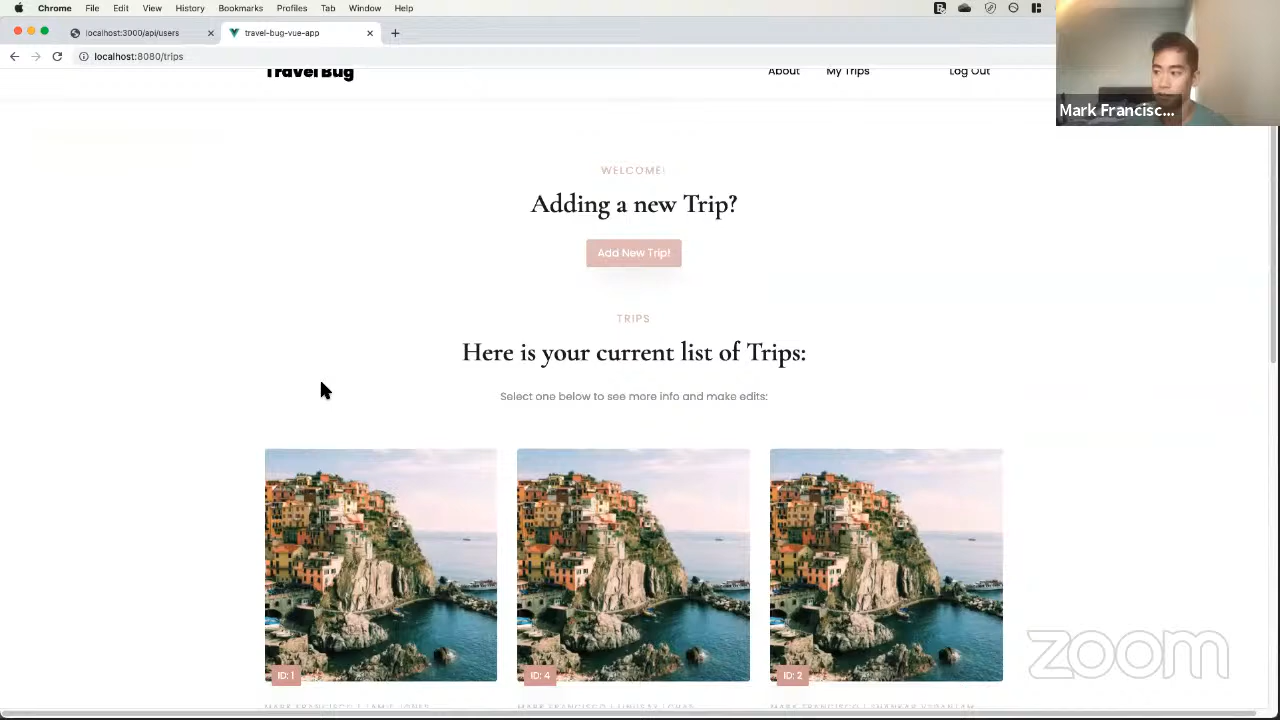 Chrome File Edit View History Bookmarks Profiles Tab Window Help
localhost:3000/api/users
travel-bug-vue-app
localhost:8080/trips
Travel Bug
About My Trips Log Out
Mark Francisc...
WELCOME!
Adding a new Trip?
Add New Trip!
TRIPS
Here is your current list of Trips:
Select one below to see more info and make edits:
ID: 1
ID: 4
ID: 2
zoom